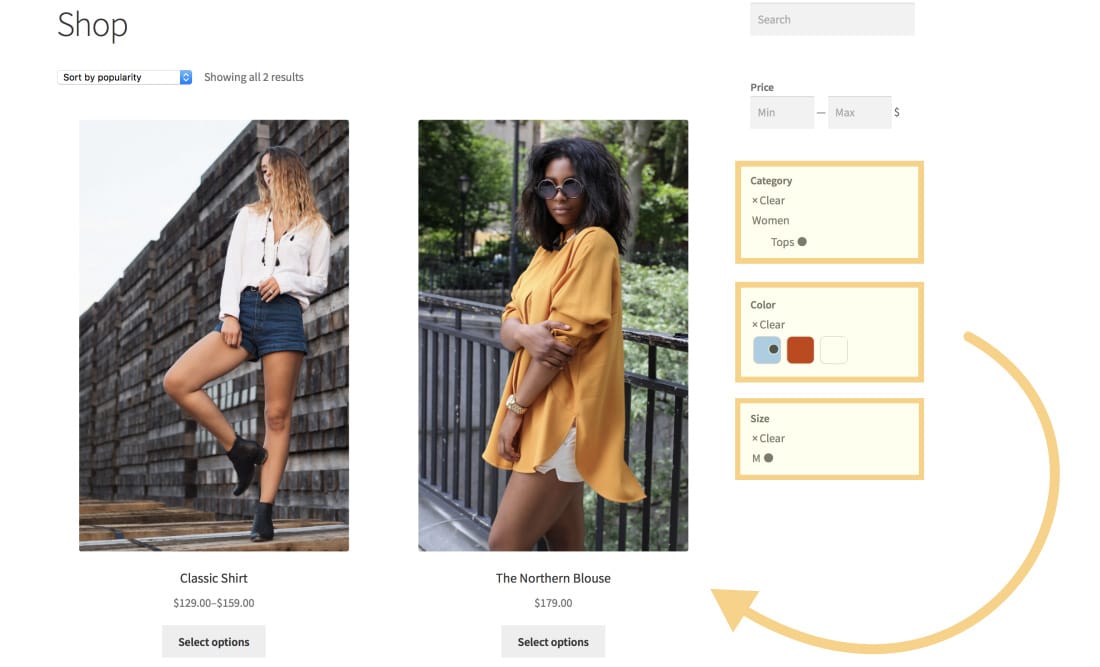 Shop
Sort by popularity
Showing all 2 results
Classic Shirt
$129.00–$159.00
Select options
The Northern Blouse
$179.00
Select options
Search
Price
Min — Max $
Category
× Clear
Women
Tops
Color
× Clear
Size
× Clear
M